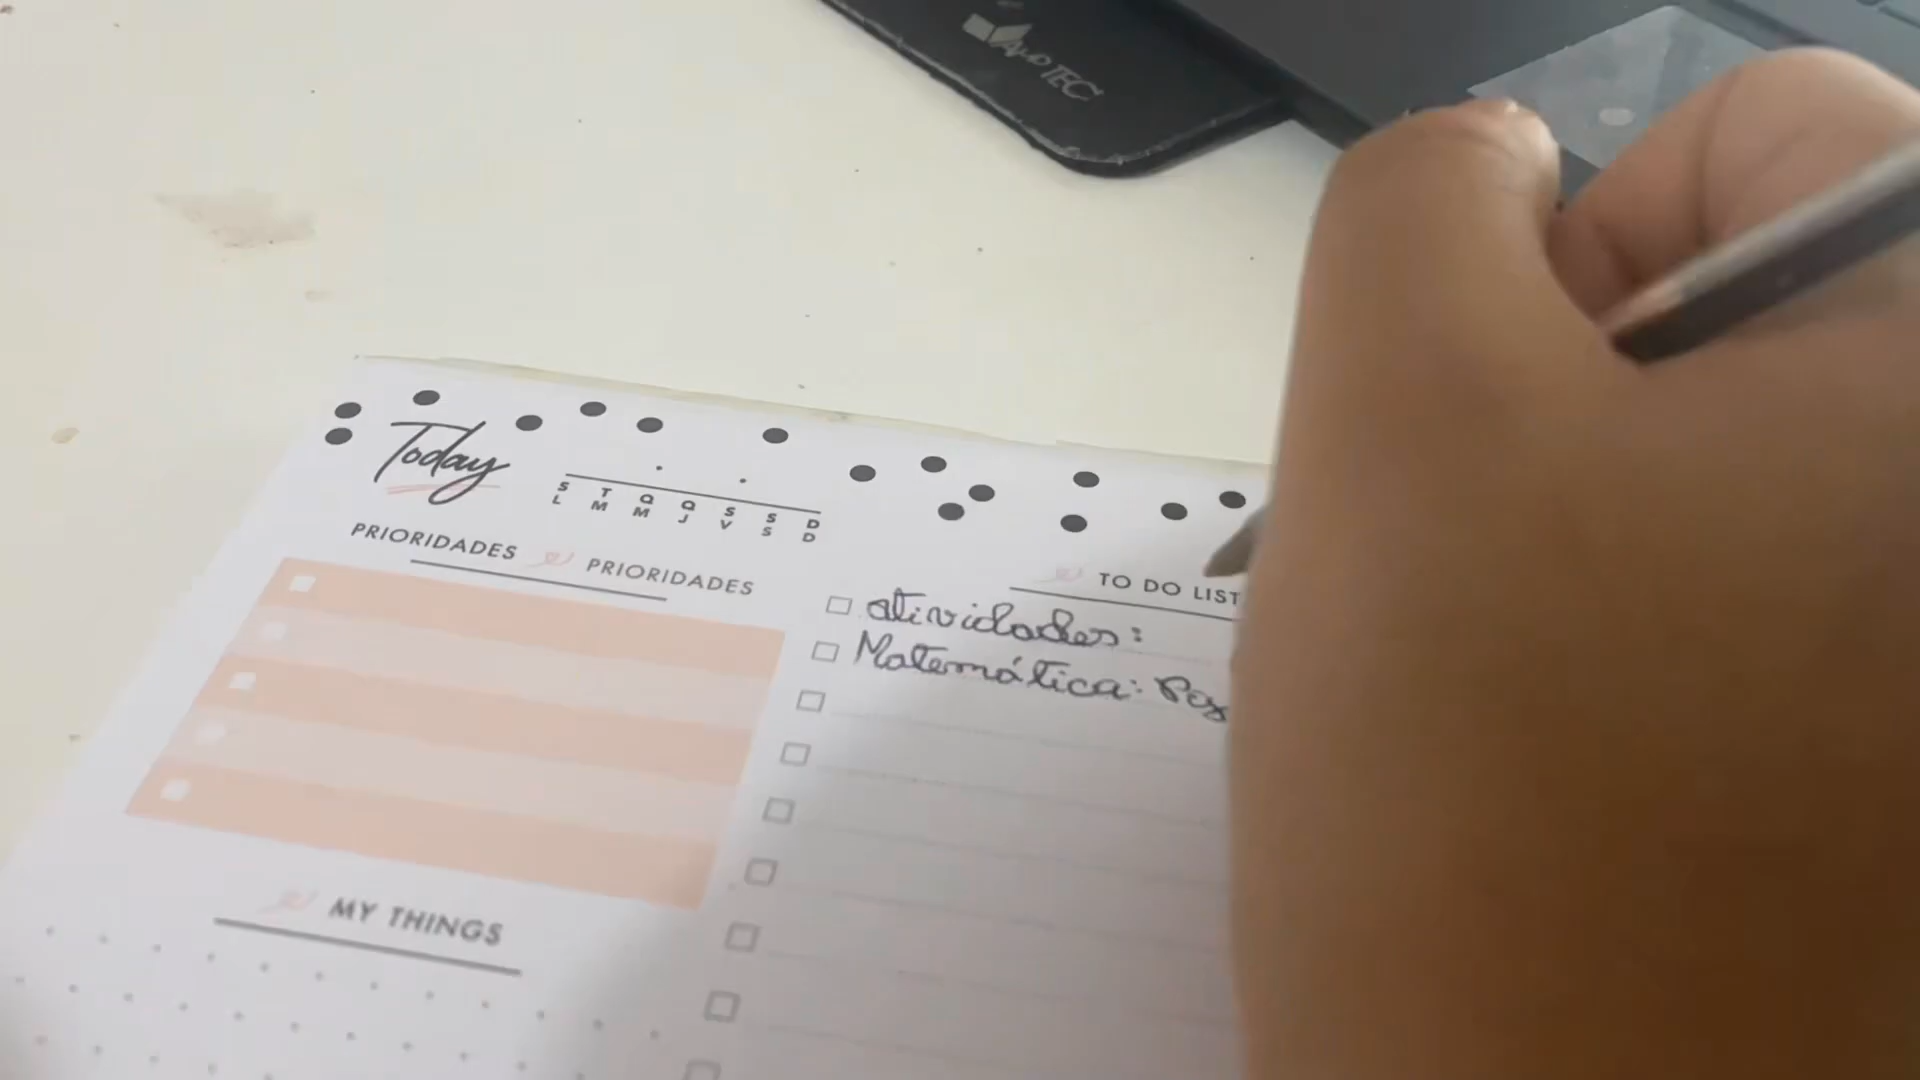 Today
S T Q Q S S D
L M M J V S D
PRIORIDADES PRIORIDADES
TO DO LIST
atividades:
Matemática:
MY THINGS